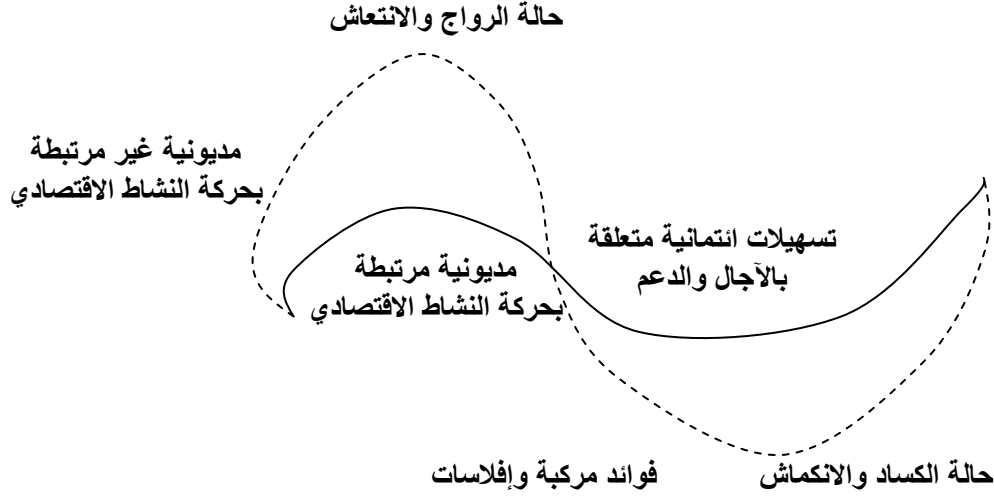 حالة الرواج والانتعاش
مديونية غير مرتبطة
بحركة النشاط الاقتصادي
تسهيلات ائتمانية متعلقة
بالآجال والدعم
مديونية مرتبطة
بحركة النشاط الاقتصادي
حالة الكساد والانكماش
فوائد مركبة وإفلاسات